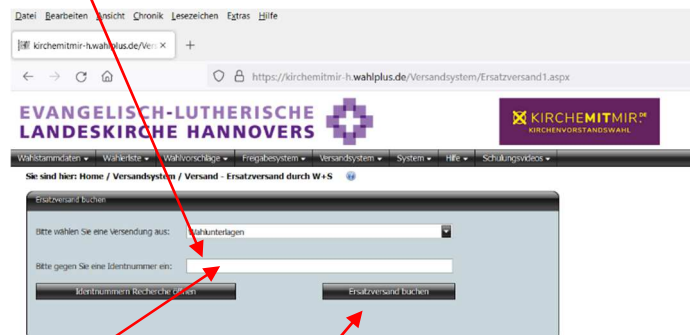 Datei Bearbeiten Ansicht Chronik Lesezeichen Extras Hilfe
kirchemitmir-h.wahlplus.de/Vers
https://kirchemitmir-h.wahlplus.de/Versandsystem/Ersatzversand1.aspx
EVANGELISCH-LUTHERISCHE
LANDESKIRCHE HANNOVERS
KIRCHEMITMIR.DE
KIRCHENVORSTANDSWAHL
Wahlstammdaten Wählerliste Wahlvorschläge Freigabesystem Versandsystem System Hilfe Schulungsvideos
Sie sind hier: Home / Versandsystem / Versand - Ersatzversand durch W+S
Ersatzversand buchen
Bitte wählen Sie eine Versendung aus: Wahlunterlagen
Bitte gegen Sie eine Identnummer ein:
Identnummern Recherche öffnen Ersatzversand buchen